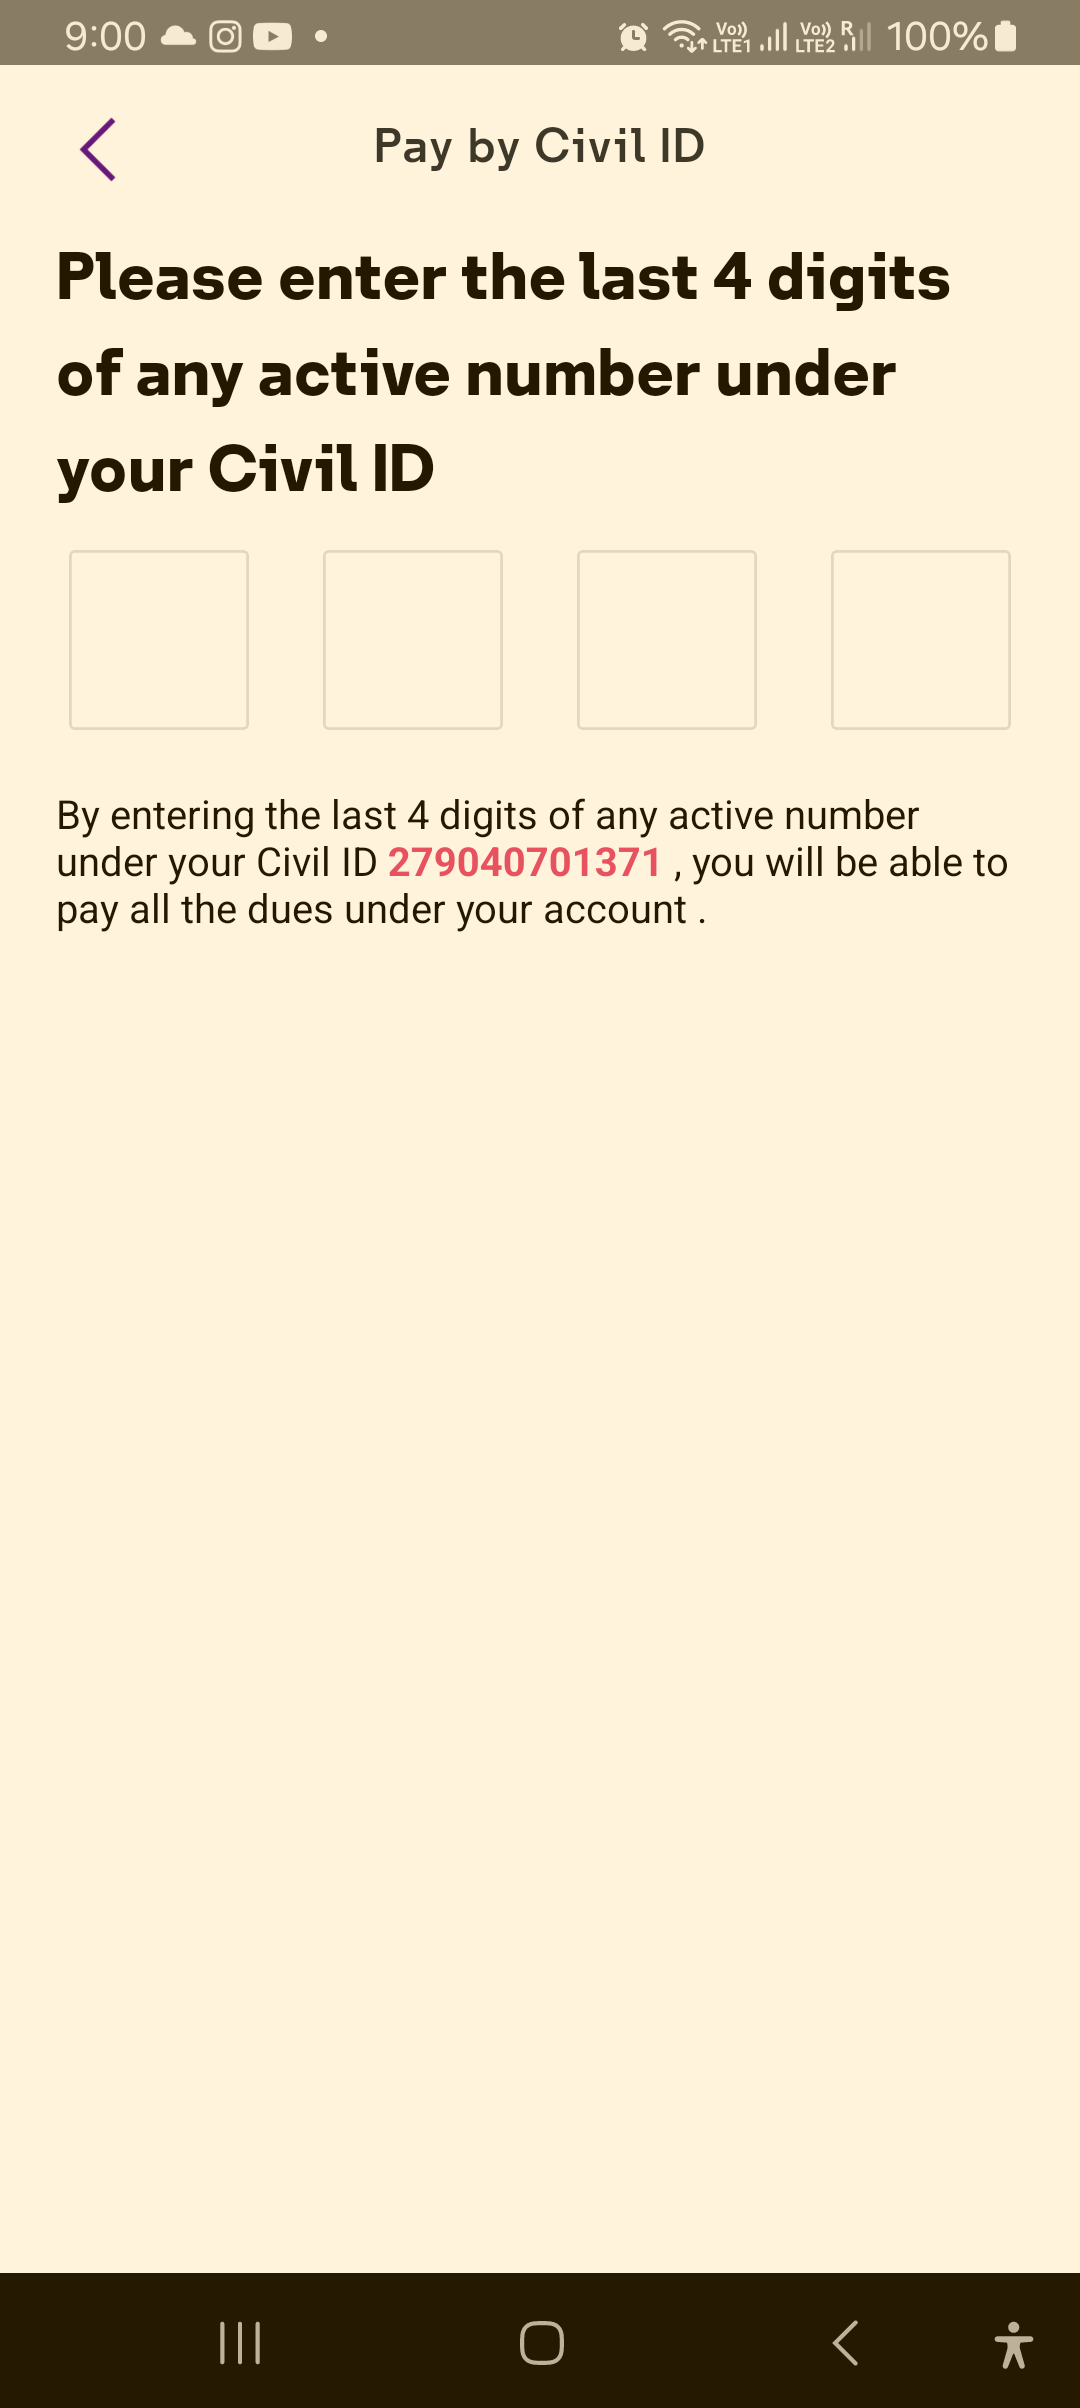 9:00
Vo)) LTE1 Vo)) LTE2 R 100%
Pay by Civil ID
Please enter the last 4 digits
of any active number under
your Civil ID
By entering the last 4 digits of any active number
under your Civil ID 279040701371 , you will be able to
pay all the dues under your account .